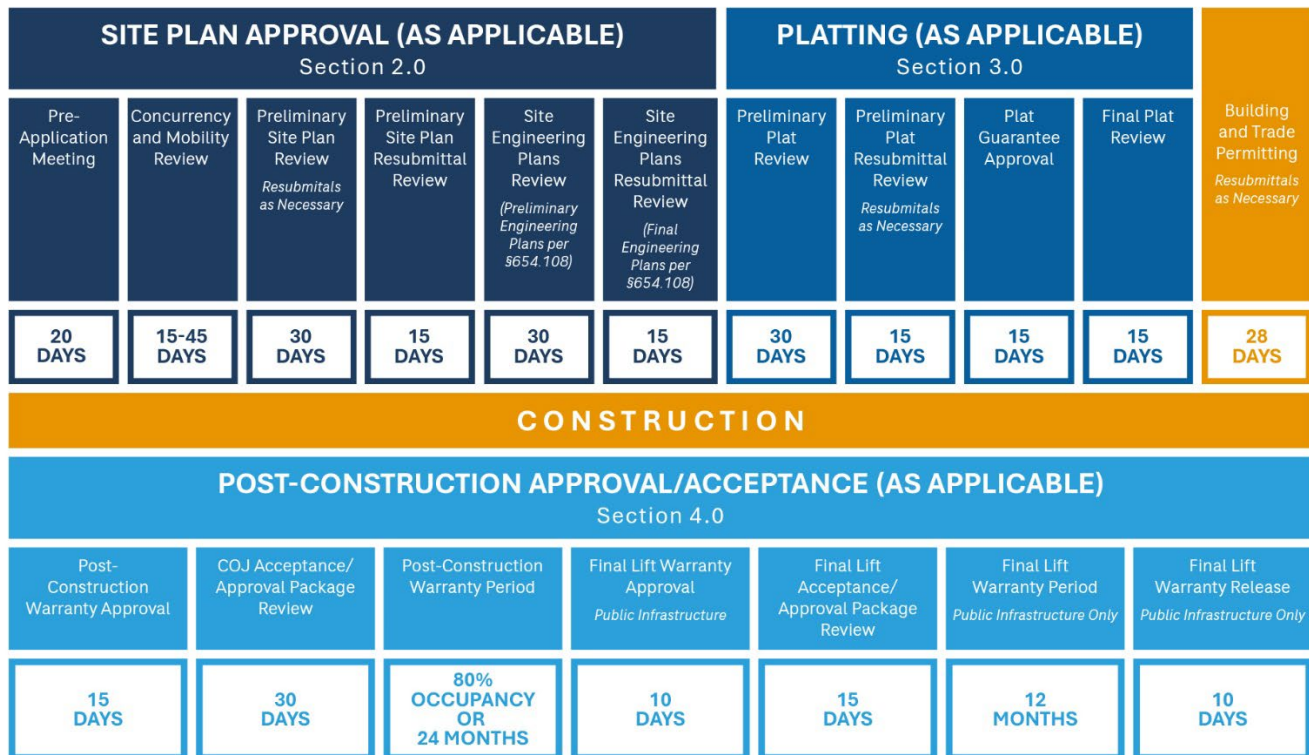 SITE PLAN APPROVAL (AS APPLICABLE)
Section 2.0
PLATTING (AS APPLICABLE)
Section 3.0
Pre-
Application
Meeting
Concurrency
and Mobility
Review
Preliminary
Site Plan
Review
Resubmitals
as Necessary
Preliminary
Site Plan
Resubmittal
Review
Site
Engineering
Plans
Review
(Preliminary
Engineering
Plans per
§654.108)
Site
Engineering
Plans
Resubmittal
Review
(Final
Engineering
Plans per
§654.108)
Preliminary
Plat
Review
Preliminary
Plat
Resubmittal
Review
Resubmitals
as Necessary
Plat
Guarantee
Approval
Final Plat
Review
Building
and Trade
Permitting
Resubmittals
as Necessary
20
DAYS
15-45
DAYS
30
DAYS
15
DAYS
30
DAYS
15
DAYS
30
DAYS
15
DAYS
15
DAYS
15
DAYS
28
DAYS
CONSTRUCTION
POST-CONSTRUCTION APPROVAL/ACCEPTANCE (AS APPLICABLE)
Section 4.0
Post-
Construction
Warranty Approval
COJ Acceptance/
Approval Package
Review
Post-Construction
Warranty Period
Final Lift Warranty
Approval
Public Infrastructure
Final Lift
Acceptance/
Approval Package
Review
Final Lift
Warranty Period
Public Infrastructure Only
Final Lift
Warranty Release
Public Infrastructure Only
15
DAYS
30
DAYS
80%
OCCUPANCY
OR
24 MONTHS
10
DAYS
15
DAYS
12
MONTHS
10
DAYS